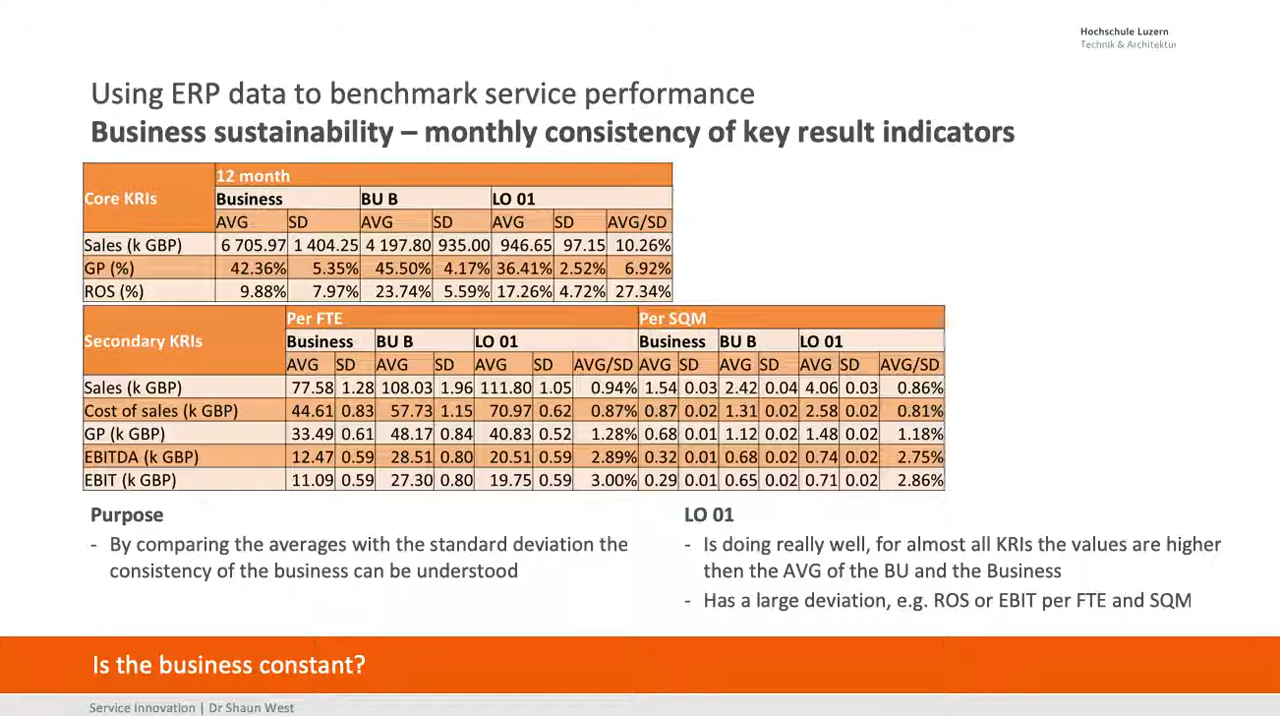 Hochschule Luzern
Technik & Architektur
Using ERP data to benchmark service performance
Business sustainability – monthly consistency of key result indicators
Core KRIs 12 month
Business BU B LO 01
AVG SD AVG SD AVG SD AVG/SD
Sales (k GBP) 6 705.97 1 404.25 4 197.80 935.00 946.65 97.15 10.26%
GP (%) 42.36% 5.35% 45.50% 4.17% 36.41% 2.52% 6.92%
ROS (%) 9.88% 7.97% 23.74% 5.59% 17.26% 4.72% 27.34%
Secondary KRIs Per FTE Per SQM
Business BU B LO 01 Business BU B LO 01
AVG SD AVG SD AVG SD AVG/SD AVG SD AVG SD AVG SD AVG/SD
Sales (k GBP) 77.58 1.28 108.03 1.96 111.80 1.05 0.94% 1.54 0.03 2.42 0.04 4.06 0.03 0.86%
Cost of sales (k GBP) 44.61 0.83 57.73 1.15 70.97 0.62 0.87% 0.87 0.02 1.31 0.02 2.58 0.02 0.81%
GP (k GBP) 33.49 0.61 48.17 0.84 40.83 0.52 1.28% 0.68 0.01 1.12 0.02 1.48 0.02 1.18%
EBITDA (k GBP) 12.47 0.59 28.51 0.80 20.51 0.59 2.89% 0.32 0.01 0.68 0.02 0.74 0.02 2.75%
EBIT (k GBP) 11.09 0.59 27.30 0.80 19.75 0.59 3.00% 0.29 0.01 0.65 0.02 0.71 0.02 2.86%
Purpose
- By comparing the averages with the standard deviation the
consistency of the business can be understood
LO 01
- Is doing really well, for almost all KRIs the values are higher
then the AVG of the BU and the Business
- Has a large deviation, e.g. ROS or EBIT per FTE and SQM
Is the business constant?
Service Innovation | Dr Shaun West